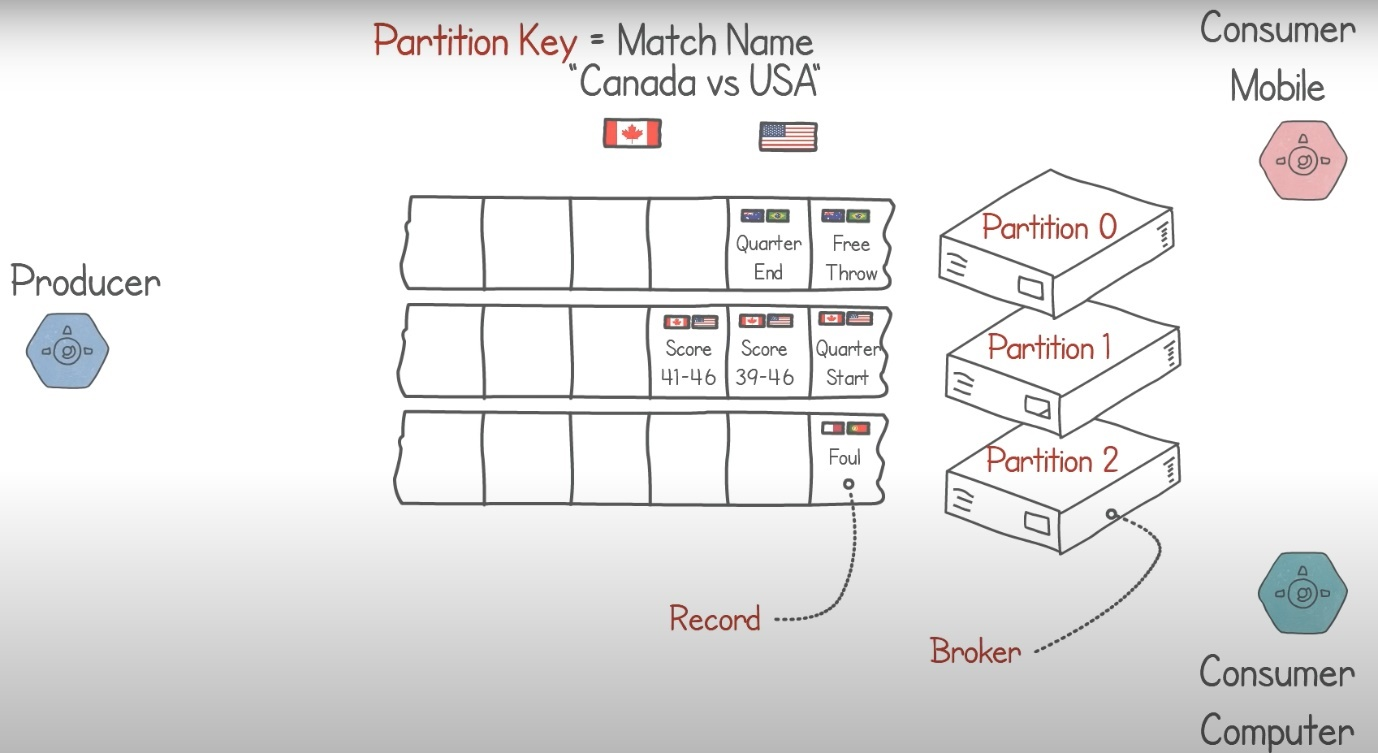 Partition Key = Match Name
"Canada vs USA"
Consumer
Mobile
Producer
Quarter
End
Free
Throw
Partition 0
Score
41-46
Score
39-46
Quarter
Start
Partition 1
Foul
Partition 2
Record
Broker
Consumer
Computer